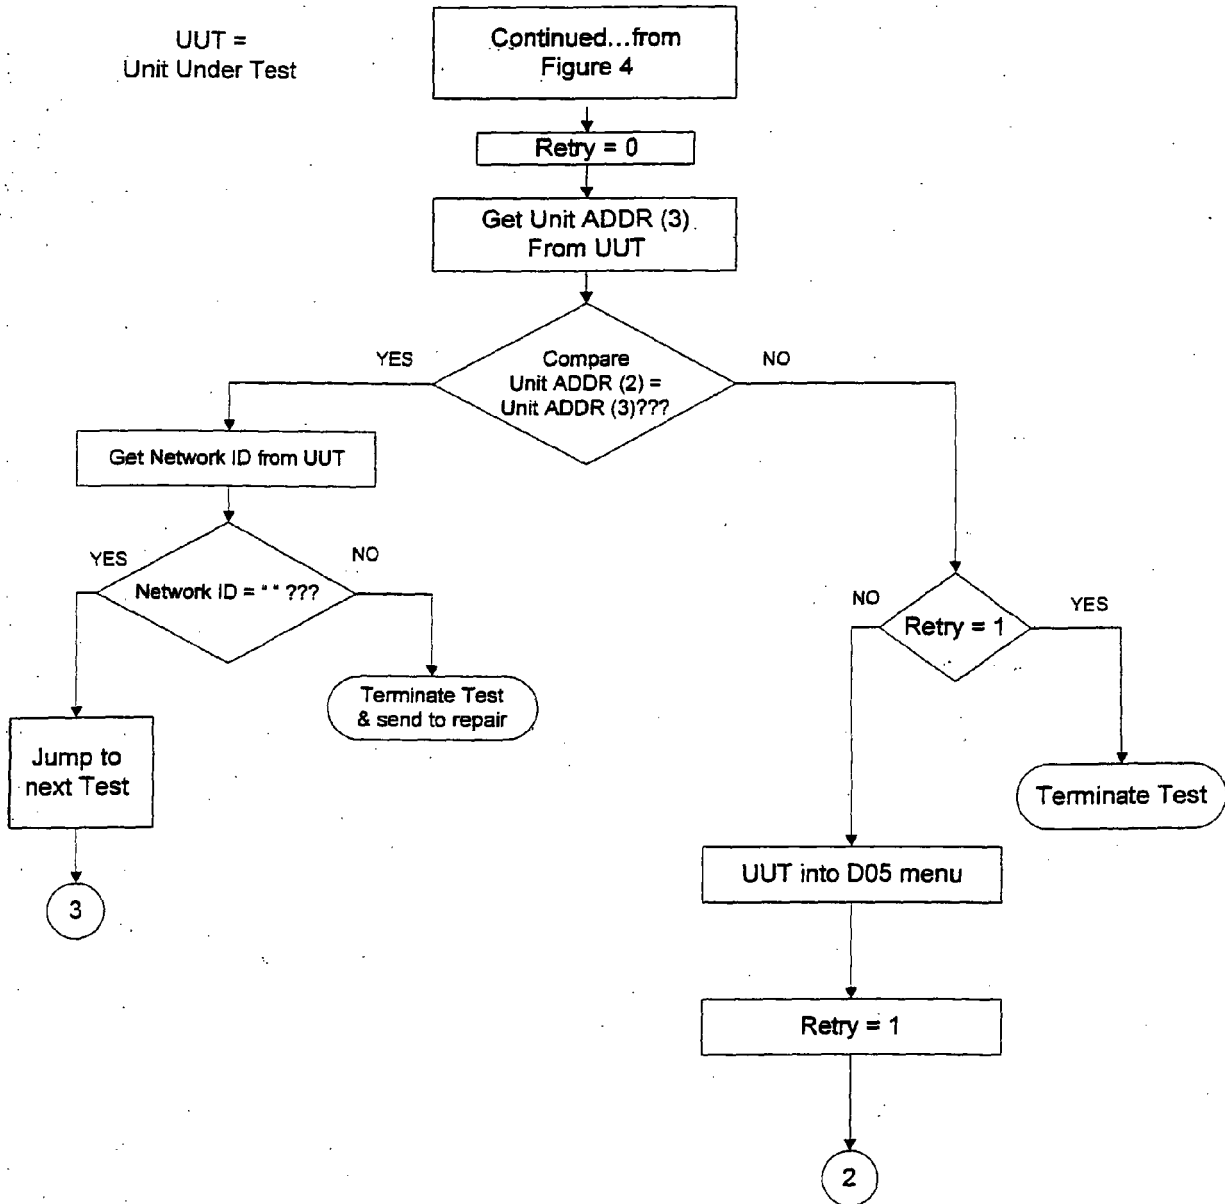 UUT =
Unit Under Test
Continued...from
Figure 4
Retry = 0
Get Unit ADDR (3)
From UUT
YES
Compare
Unit ADDR (2) =
Unit ADDR (3)???
NO
Get Network ID from UUT
YES
Network ID = " " ???
NO
Terminate Test
& send to repair
Jump to
next Test
3
NO
Retry = 1
YES
Terminate Test
UUT into D05 menu
Retry = 1
2